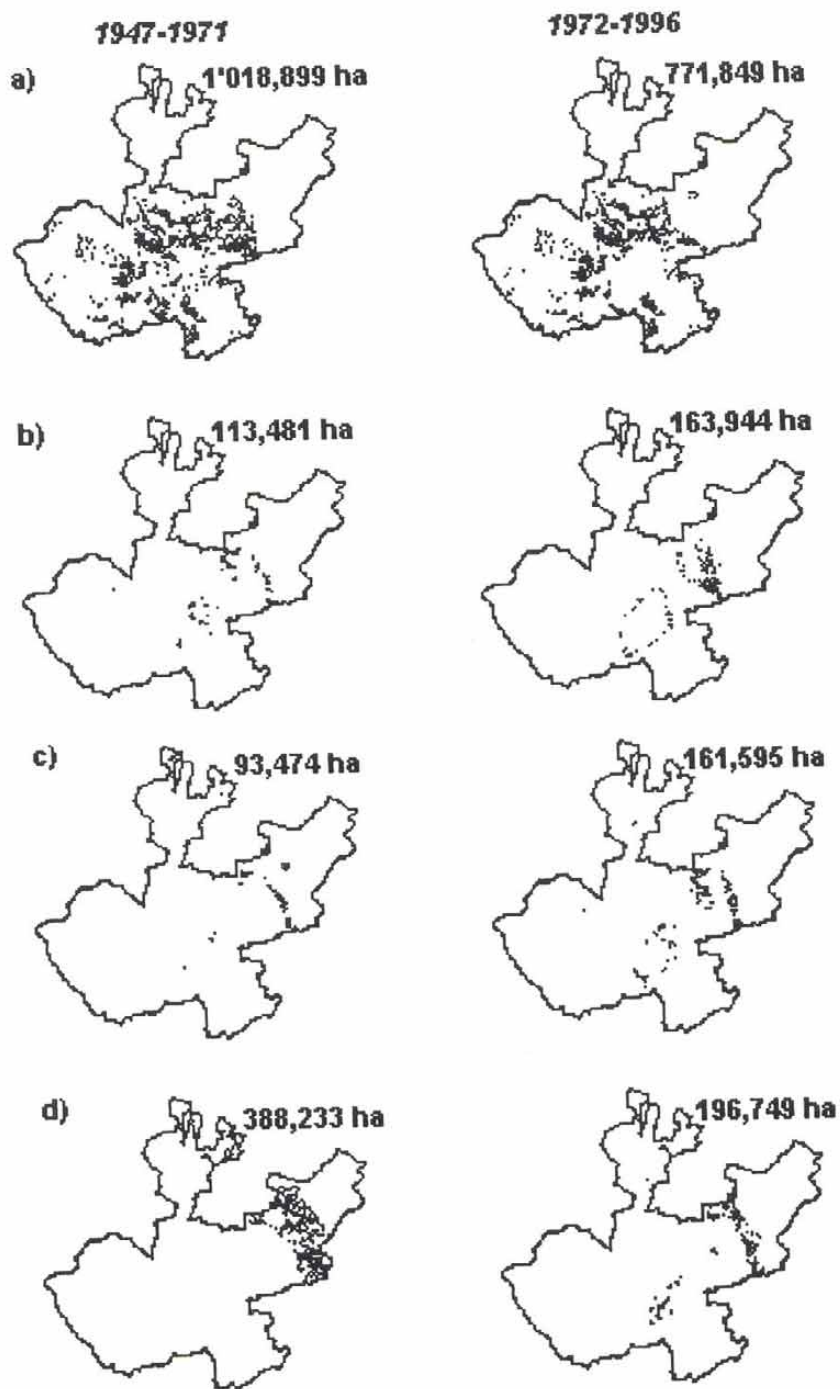 1947-1971 1972-1996
a) 1'018,899 ha 771,849 ha
b) 113,481 ha 163,944 ha
c) 93,474 ha 161,595 ha
d) 388,233 ha 196,749 ha